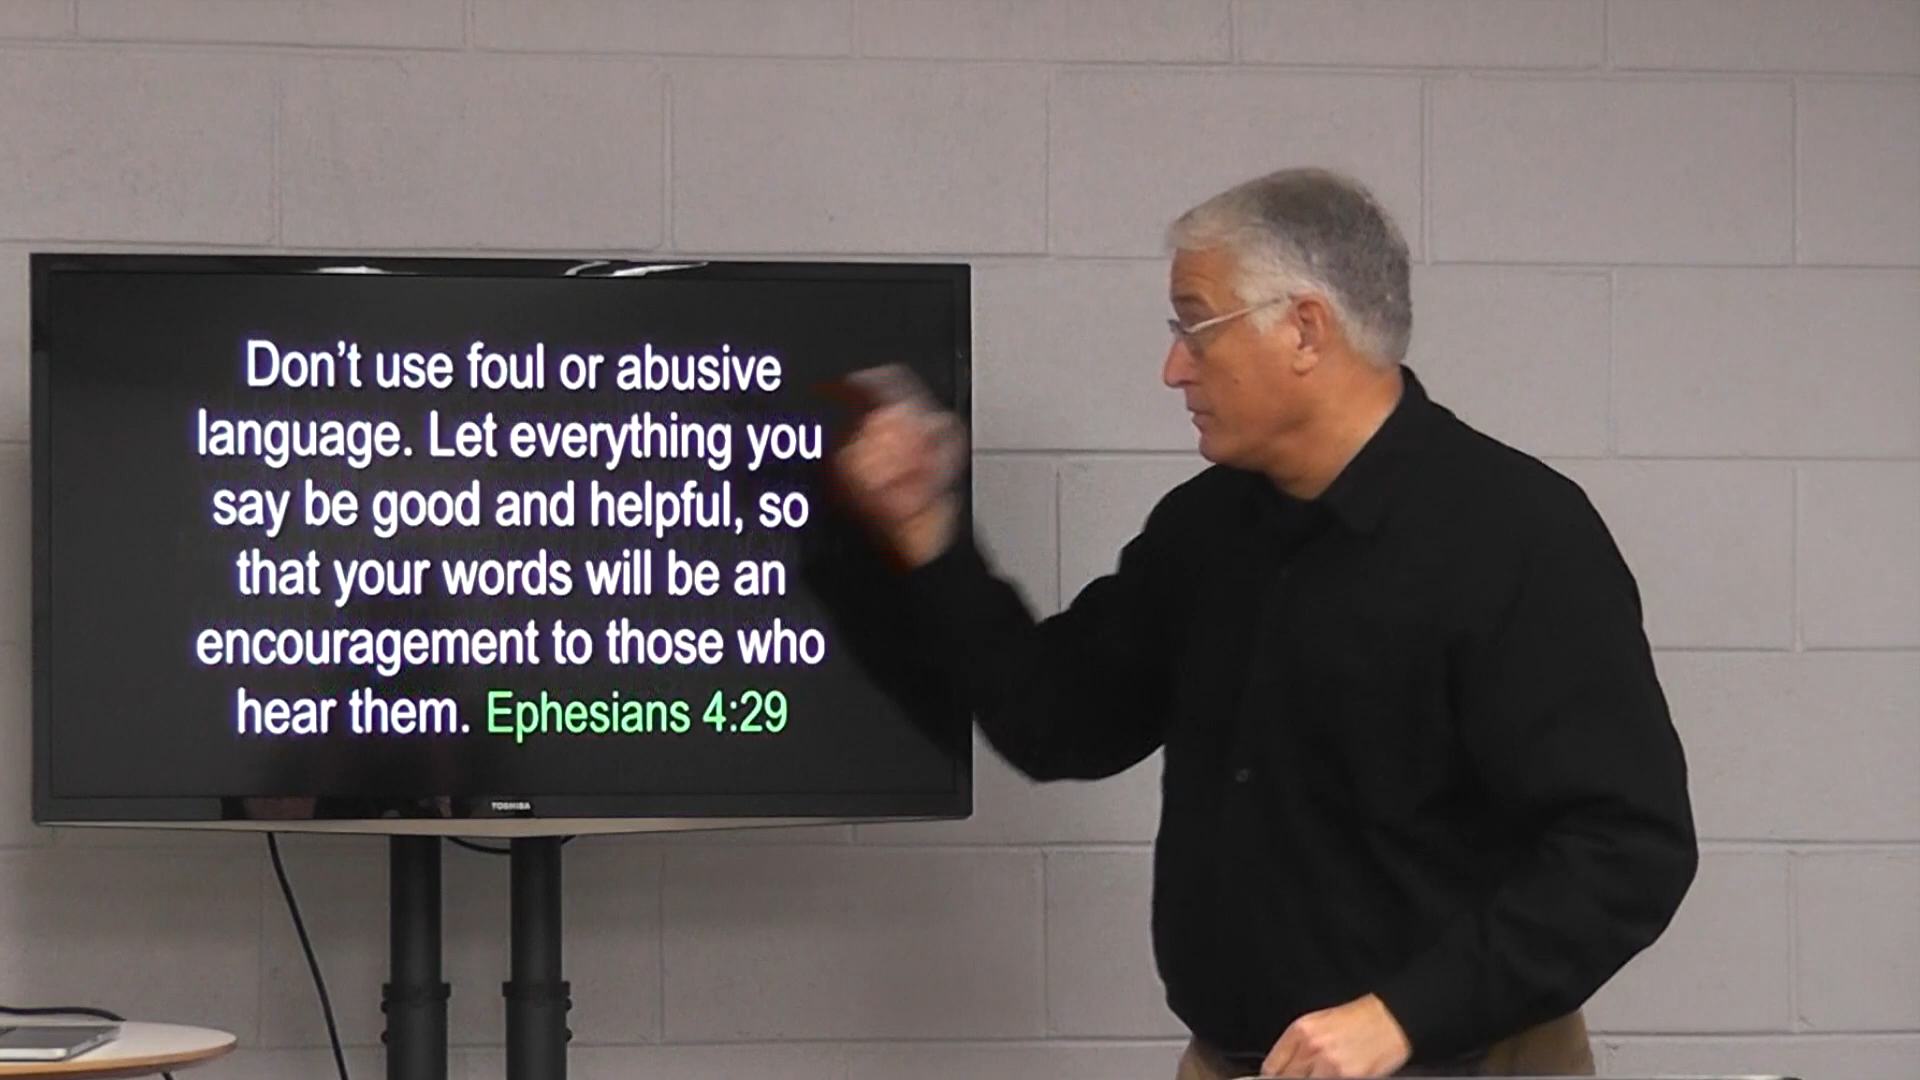 Don’t use foul or abusive
language. Let everything you
say be good and helpful, so
that your words will be an
encouragement to those who
hear them. Ephesians 4:29
TOSHIBA